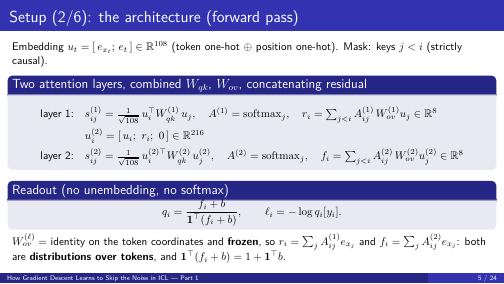 Setup (2/6): the architecture (forward pass)
Embedding u_t = [ e_{x_t}; e_t ] ∈ ℝ^{108} (token one-hot ⊕ position one-hot). Mask: keys j < i (strictly
causal).
Two attention layers, combined W_{qk}, W_{ov}, concatenating residual
layer 1: s_{ij}^{(1)} = 1/√108 u_i^⊤ W_{qk}^{(1)} u_j, A^{(1)} = softmax_j, r_i = ∑_{j<i} A_{ij}^{(1)} W_{ov}^{(1)} u_j ∈ ℝ^8
u_i^{(2)} = [ u_i; r_i; 0 ] ∈ ℝ^{216}
layer 2: s_{ij}^{(2)} = 1/√108 u_i^{(2)⊤} W_{qk}^{(2)} u_j^{(2)}, A^{(2)} = softmax_j, f_i = ∑_{j<i} A_{ij}^{(2)} W_{ov}^{(2)} u_j^{(2)} ∈ ℝ^8
Readout (no unembedding, no softmax)
q_i = (f_i + b) / (1^⊤(f_i + b)), ℓ_i = − log q_i[y_i].
W_{ov}^{(ℓ)} = identity on the token coordinates and frozen, so r_i = ∑_j A_{ij}^{(1)} e_{x_j} and f_i = ∑_j A_{ij}^{(2)} e_{x_j}: both
are distributions over tokens, and 1^⊤(f_i + b) = 1 + 1^⊤b.
How Gradient Descent Learns to Skip the Noise in ICL — Part 1
5 / 24